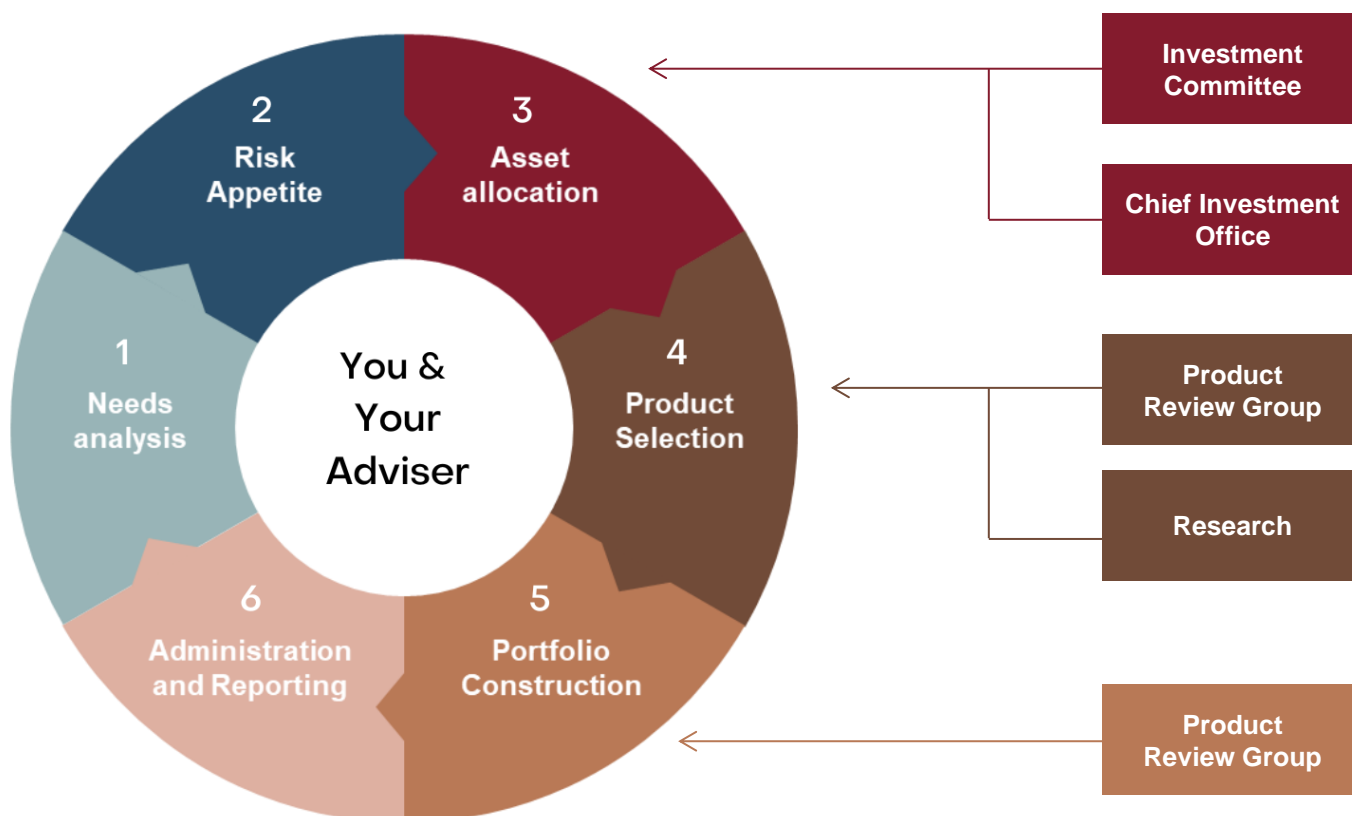 2
Risk
Appetite
3
Asset
allocation
1
Needs
analysis
You &
Your
Adviser
4
Product
Selection
6
Administration
and Reporting
5
Portfolio
Construction
Investment
Committee
Chief Investment
Office
Product
Review Group
Research
Product
Review Group